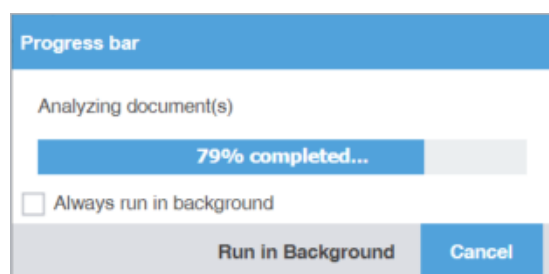 Progress bar
Analyzing document(s)
79% completed...
Always run in background
Run in Background Cancel